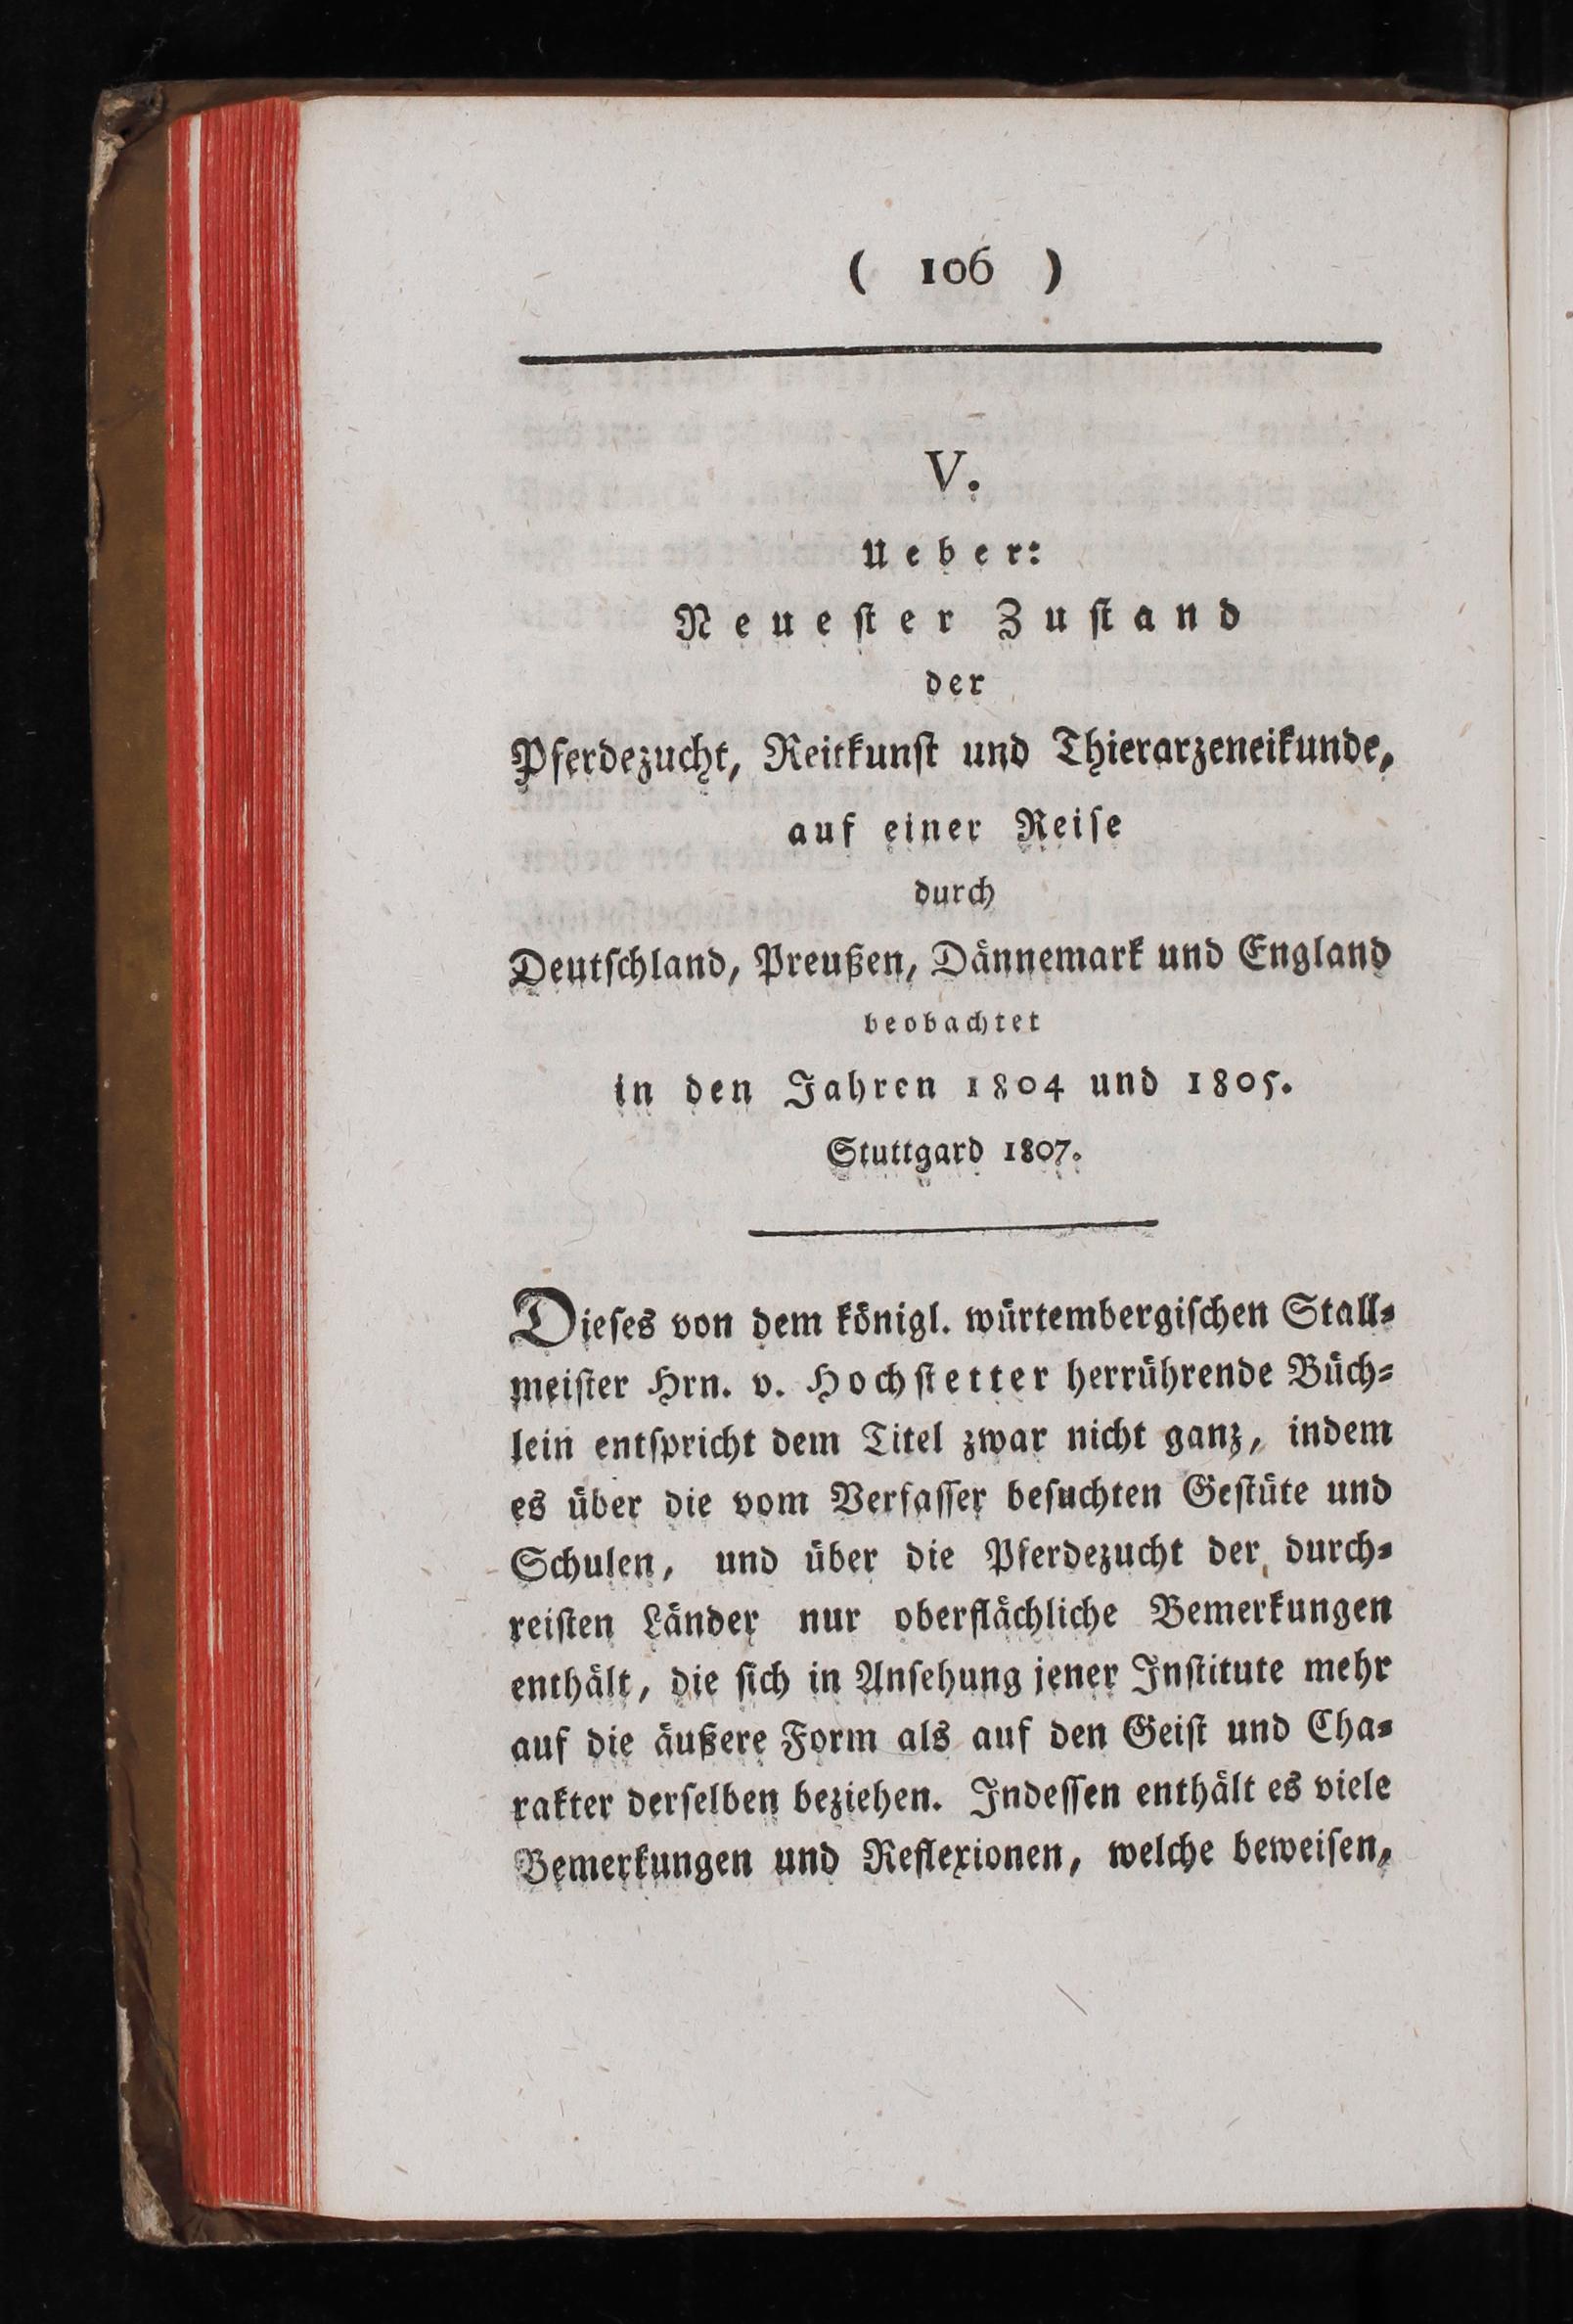 ( 106 )
V.
Ueber:
Neueſter Zuſtand
der
Pferdezucht, Reitkunſt und Thierarzeneikunde,
auf einer Reiſe
durch
Deutſchland, Preußen, Dännemark und England
beobachtet
in den Jahren 1804 und 1805.
Stuttgard 1807.
Dieſes von dem königl. würtembergiſchen Stall⸗
meiſter Hrn. v. Hochſtetter herrührende Büch⸗
lein entſpricht dem Titel zwar nicht ganz, indem
es über die vom Verfaſſer beſuchten Geſtüte und
Schulen, und über die Pferdezucht der durch⸗
reiſten Länder nur oberflächliche Bemerkungen
enthält, die ſich in Anſehung jener Inſtitute mehr
auf die äußere Form als auf den Geiſt und Cha⸗
rakter derſelben beziehen. Indeſſen enthält es viele
Bemerkungen und Reflexionen, welche beweiſen,